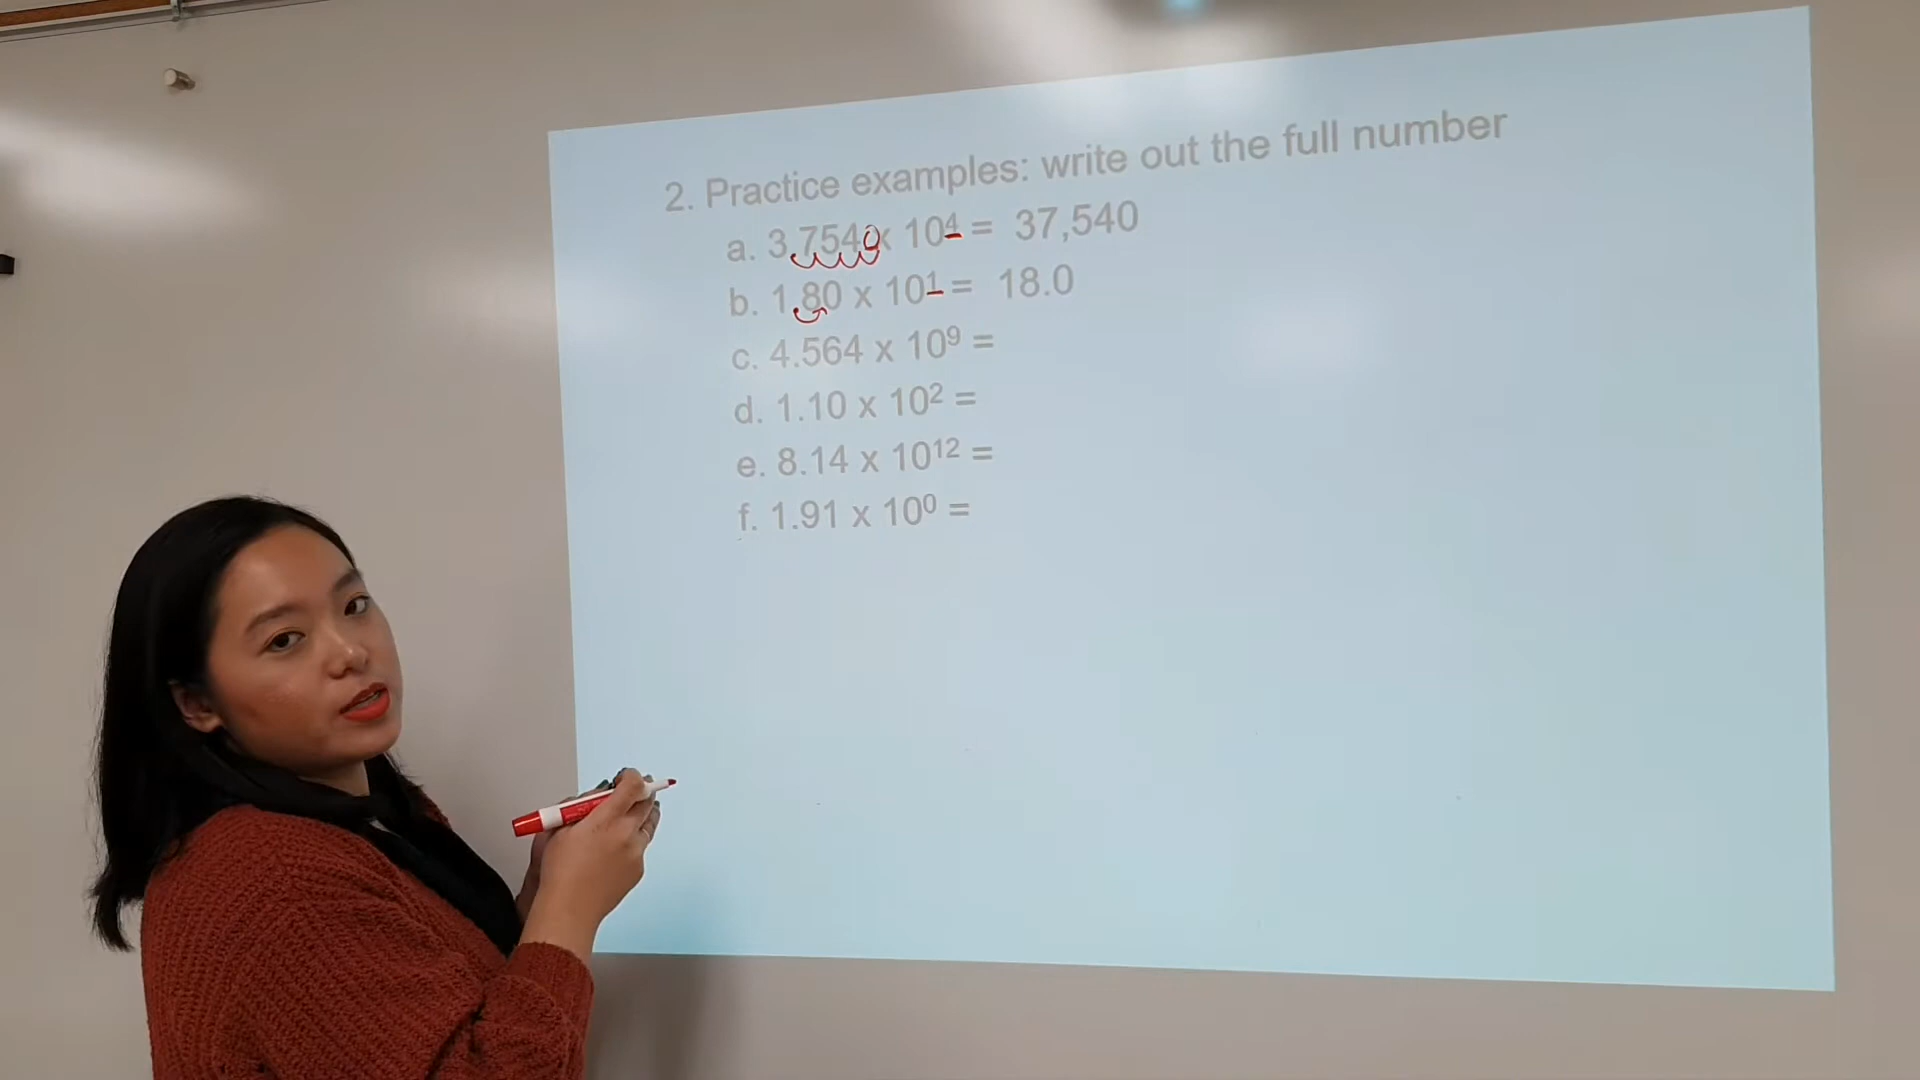 2. Practice examples: write out the full number
a. 3.7540x 10⁴ = 37,540
b. 1.80 x 10¹ = 18.0
c. 4.564 x 10⁹ =
d. 1.10 x 10² =
e. 8.14 x 10¹² =
f. 1.91 x 10⁰ =